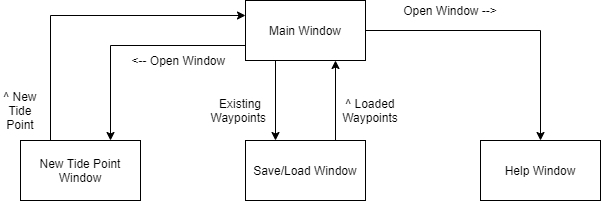 Open Window -->
Main Window
<-- Open Window
^ New
Tide
Point
Existing
Waypoints
^ Loaded
Waypoints
New Tide Point
Window
Save/Load Window
Help Window